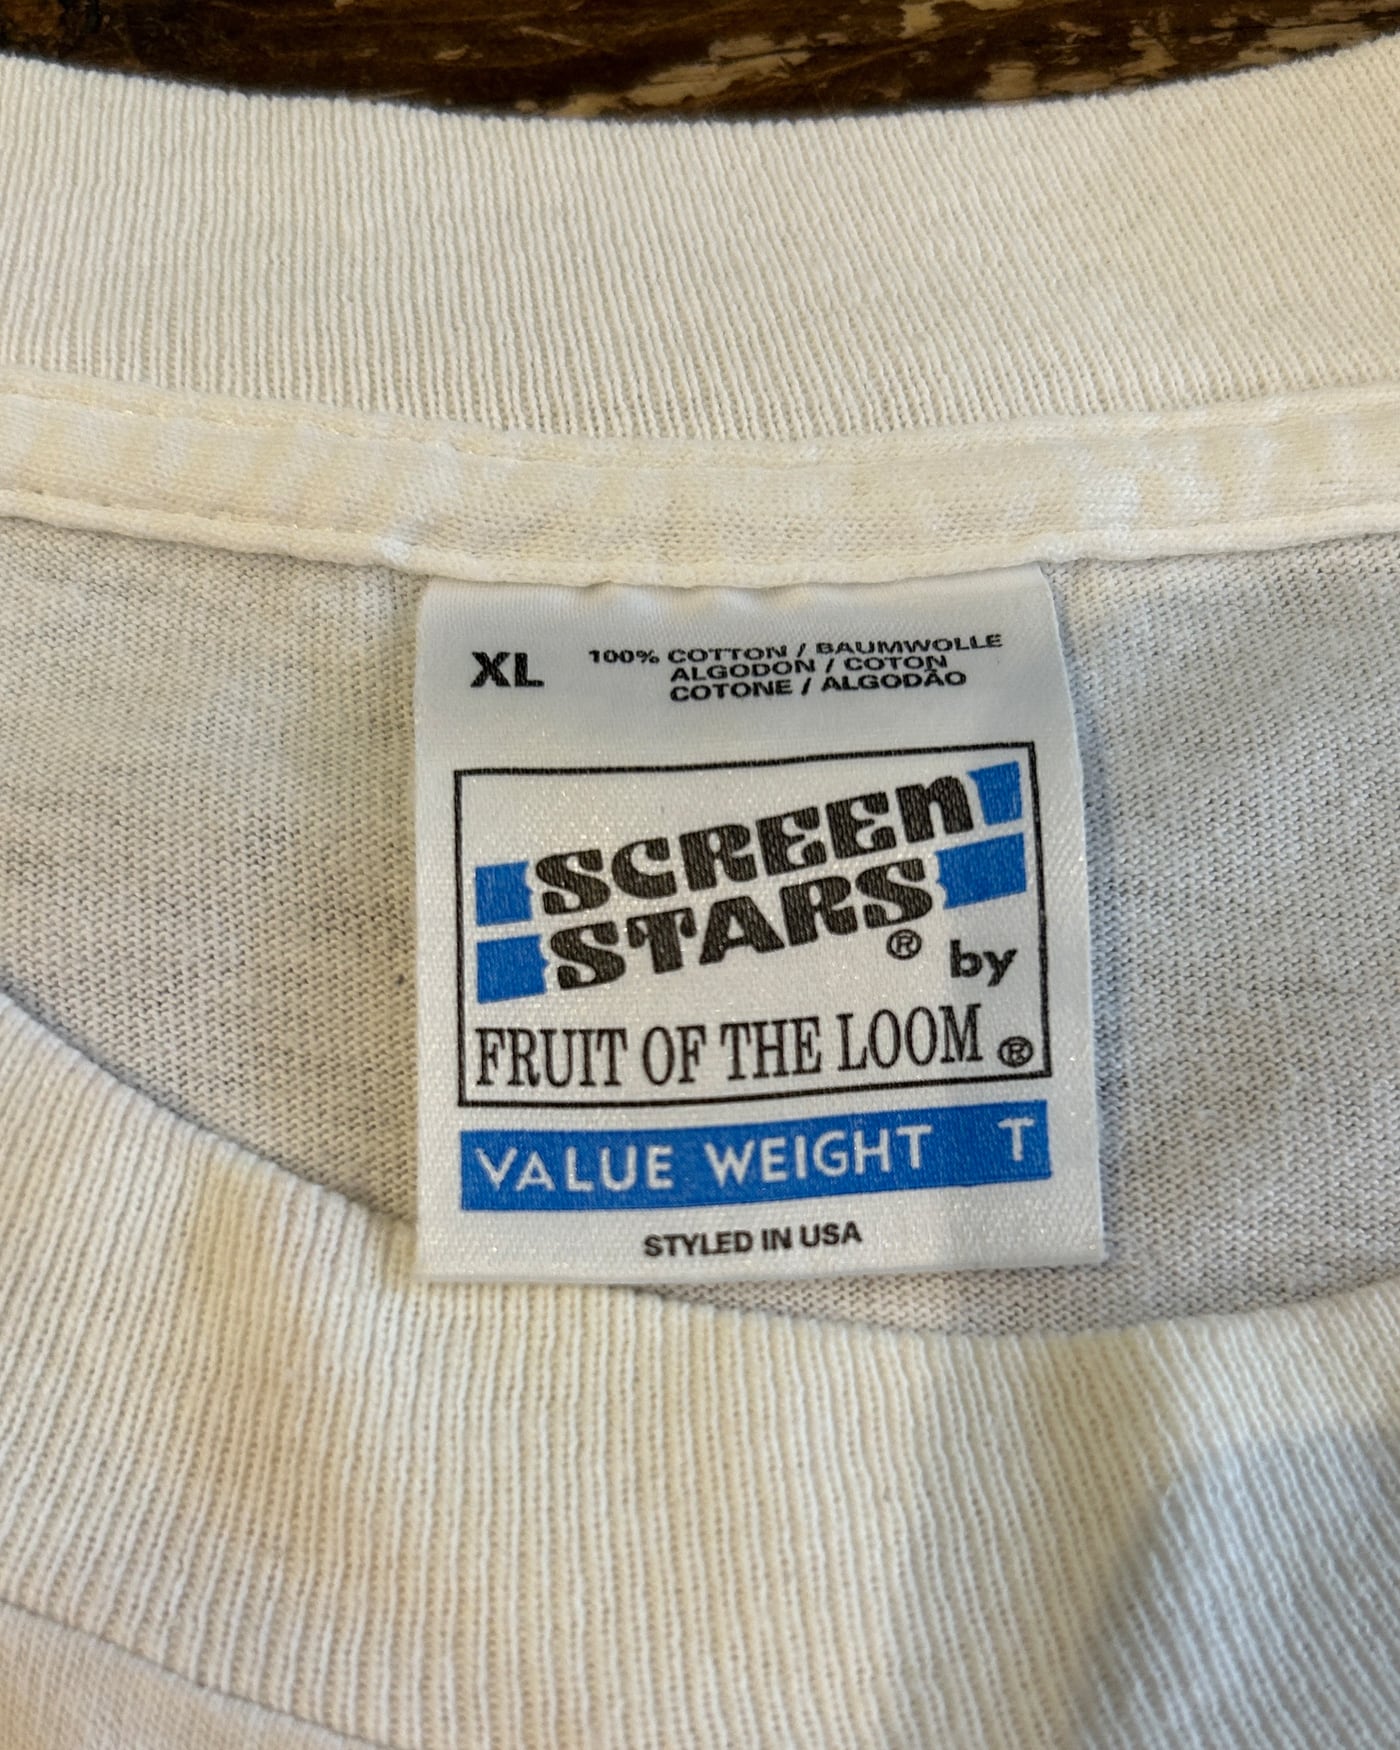 XL 100% COTTON / BAUMWOLLE
ALGODON / COTON
COTONE / ALGODÃO
SCREEN
STARS
® by
FRUIT OF THE LOOM ®
VALUE WEIGHT T
STYLED IN USA